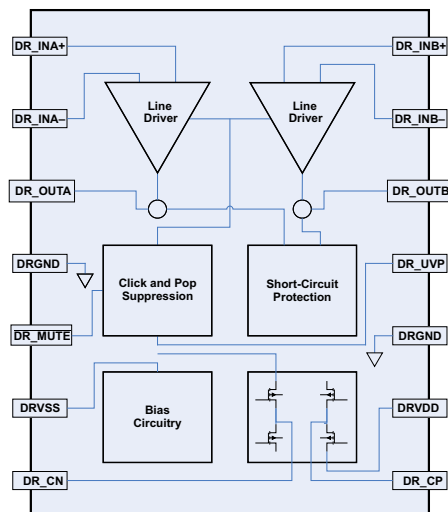 DR_INA+
DR_INB+
Line
Driver
Line
Driver
DR_INA–
DR_INB–
DR_OUTA
DR_OUTB
DRGND
DR_UVP
Click and Pop
Suppression
Short-Circuit
Protection
DR_MUTE
DRGND
DRVSS
DRVDD
Bias
Circuitry
DR_CN
DR_CP